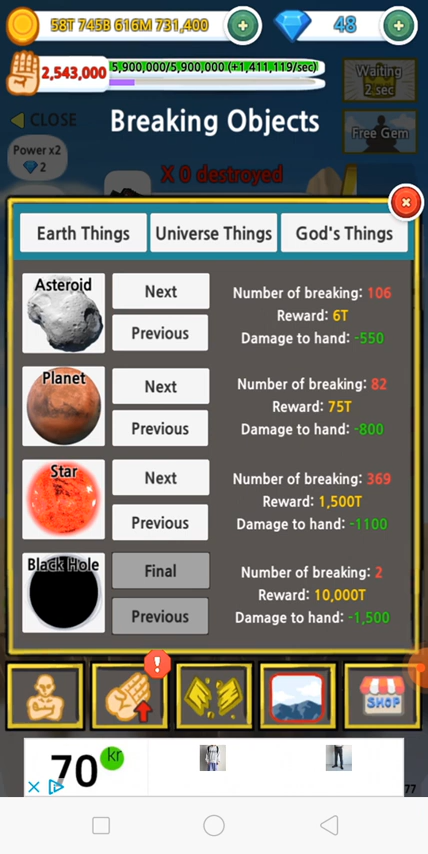 58T 745B 616M 731,400
48
2,543,000
5,900,000/5,900,000 (+1,411,119/sec)
Waiting
2 sec
CLOSE
Breaking Objects
Free Gem
Power x2
2
X 0 destroyed
Earth Things
Universe Things
God's Things
Asteroid
Next
Previous
Number of breaking: 106
Reward: 6T
Damage to hand: -550
Planet
Next
Previous
Number of breaking: 82
Reward: 75T
Damage to hand: -800
Star
Next
Previous
Number of breaking: 369
Reward: 1,500T
Damage to hand: -1100
Black Hole
Final
Previous
Number of breaking: 2
Reward: 10,000T
Damage to hand: -1,500
SHOP
70 kr
77